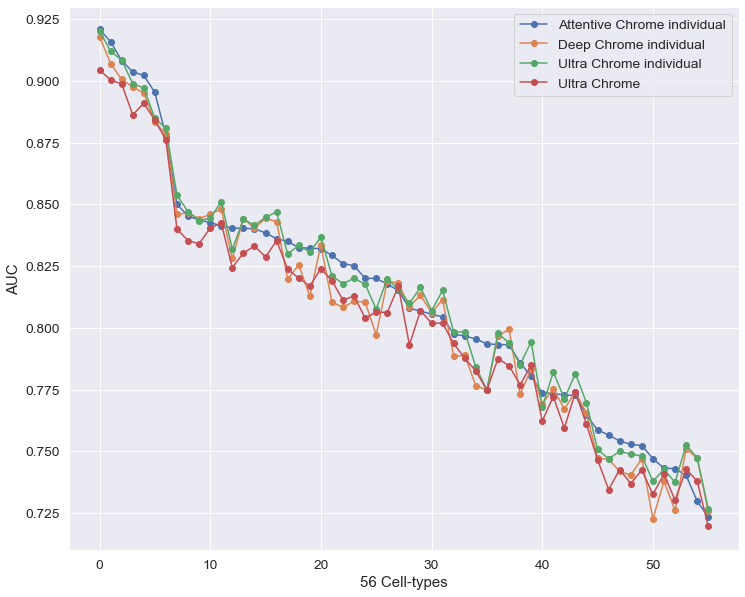 0.925
0.900
0.875
0.850
0.825
0.800
0.775
0.750
0.725
AUC
Attentive Chrome individual
Deep Chrome individual
Ultra Chrome individual
Ultra Chrome
0 10 20 30 40 50
56 Cell-types